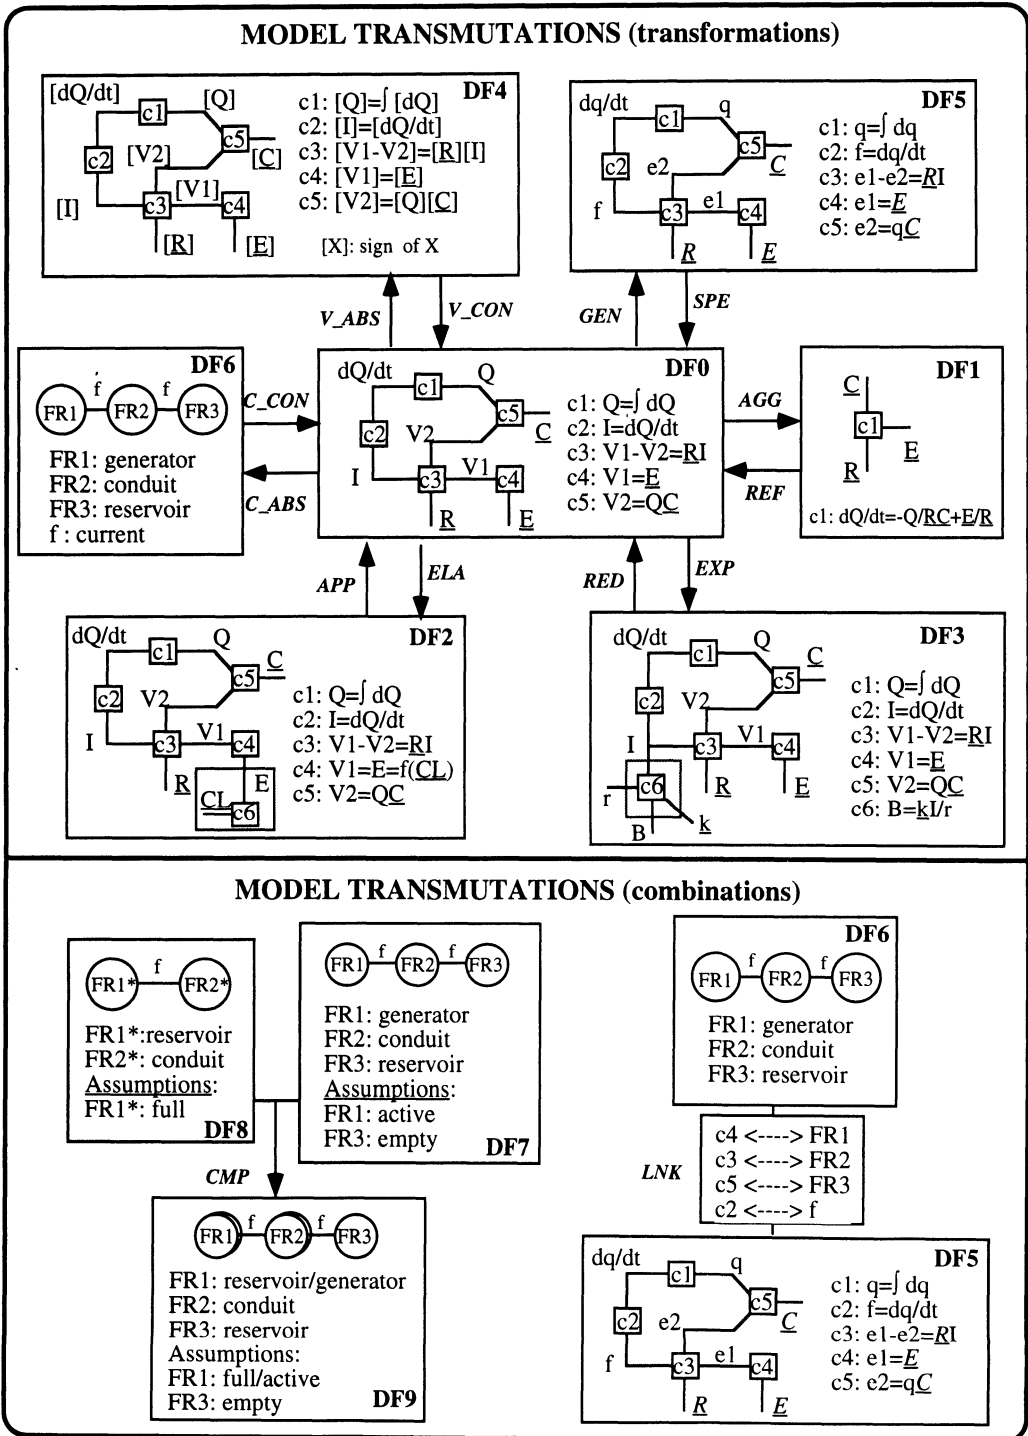 MODEL TRANSMUTATIONS (transformations)
DF4
[dQ/dt]
[Q]
c1
c2
[V2]
c5
[C]
[V1]
[I]
c3
c4
[R]
[E]
c1: [Q]=∫ [dQ]
c2: [I]=[dQ/dt]
c3: [V1-V2]=[R][I]
c4: [V1]=[E]
c5: [V2]=[Q][C]
[X]: sign of X
DF5
dq/dt
q
c1
c2
e2
c5
C
f
c3
e1
c4
R
E
c1: q=∫ dq
c2: f=dq/dt
c3: e1-e2=RI
c4: e1=E
c5: e2=qC
V_ABS
V_CON
GEN
SPE
DF6
f
f
FR1
FR2
FR3
FR1: generator
FR2: conduit
FR3: reservoir
f : current
C_CON
C_ABS
DF0
dQ/dt
Q
c1
c2
V2
c5
C
I
c3
V1
c4
R
E
c1: Q=∫ dQ
c2: I=dQ/dt
c3: V1-V2=RI
c4: V1=E
c5: V2=QC
AGG
REF
DF1
C
c1
E
R
c1: dQ/dt=-Q/RC+E/R
APP
ELA
RED
EXP
DF2
dQ/dt
Q
c1
C
c2
V2
c5
I
c3
V1
c4
R
E
CL
c6
c1: Q=∫ dQ
c2: I=dQ/dt
c3: V1-V2=RI
c4: V1=E=f(CL)
c5: V2=QC
DF3
dQ/dt
Q
c1
C
c2
V2
c5
I
c3
V1
c4
R
E
c6
r
B
k
c1: Q=∫ dQ
c2: I=dQ/dt
c3: V1-V2=RI
c4: V1=E
c5: V2=QC
c6: B=kI/r
MODEL TRANSMUTATIONS (combinations)
f
FR1*
FR2*
FR1*:reservoir
FR2*: conduit
Assumptions:
FR1*: full
DF8
f
f
FR1
FR2
FR3
FR1: generator
FR2: conduit
FR3: reservoir
Assumptions:
FR1: active
FR3: empty
DF7
CMP
f
f
FR1
FR2
FR3
FR1: reservoir/generator
FR2: conduit
FR3: reservoir
Assumptions:
FR1: full/active
FR3: empty
DF9
DF6
f
f
FR1
FR2
FR3
FR1: generator
FR2: conduit
FR3: reservoir
LNK
c4 <----> FR1
c3 <----> FR2
c5 <----> FR3
c2 <----> f
DF5
dq/dt
q
c1
c2
e2
c5
C
f
c3
e1
c4
R
E
c1: q=∫ dq
c2: f=dq/dt
c3: e1-e2=RI
c4: e1=E
c5: e2=qC